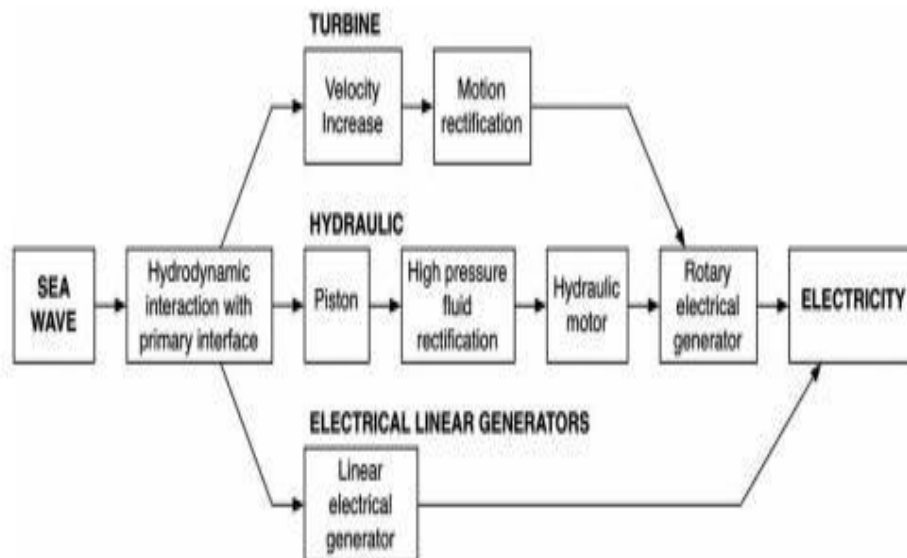 TURBINE
Velocity
Increase
Motion
rectification
HYDRAULIC
SEA
WAVE
Hydrodynamic
interaction with
primary interface
Piston
High pressure
fluid
rectification
Hydraulic
motor
Rotary
electrical
generator
ELECTRICITY
ELECTRICAL LINEAR GENERATORS
Linear
electrical
generator